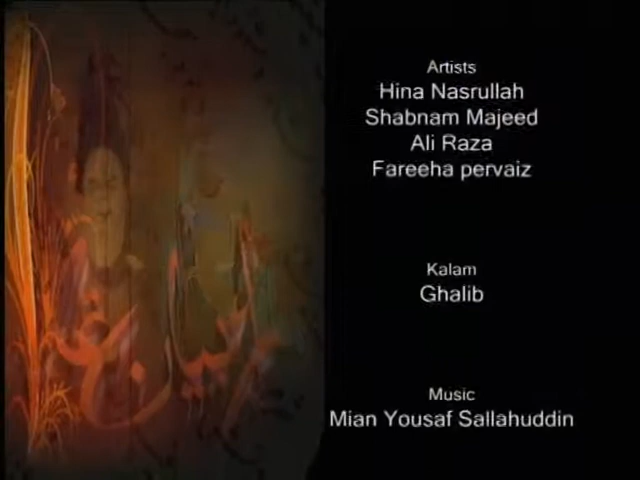 Artists
Hina Nasrullah
Shabnam Majeed
Ali Raza
Fareeha pervaiz
Kalam
Ghalib
Music
Mian Yousaf Sallahuddin